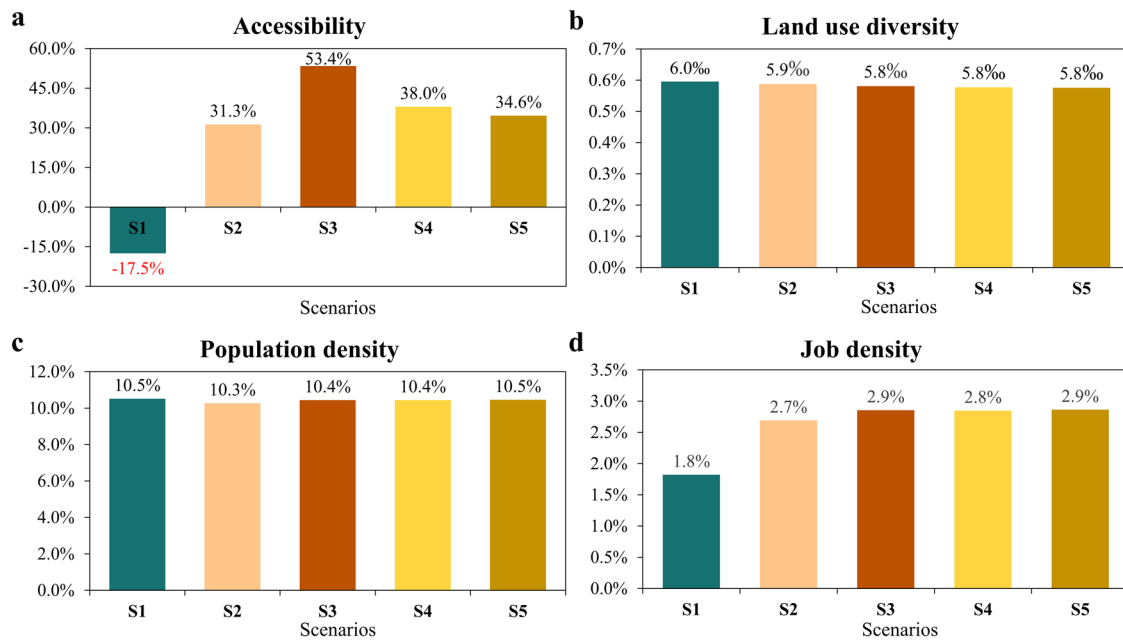 a
Accessibility
60.0%
45.0%
30.0%
15.0%
0.0%
-15.0%
-30.0%
-17.5%
31.3%
53.4%
38.0%
34.6%
S1 S2 S3 S4 S5
Scenarios
b
Land use diversity
0.7%
0.6%
0.5%
0.4%
0.3%
0.2%
0.1%
0.0%
6.0‰ 5.9‰ 5.8‰ 5.8‰ 5.8‰
S1 S2 S3 S4 S5
Scenarios
c
Population density
12.0%
10.0%
8.0%
6.0%
4.0%
2.0%
0.0%
10.5% 10.3% 10.4% 10.4% 10.5%
S1 S2 S3 S4 S5
Scenarios
d
Job density
3.5%
3.0%
2.5%
2.0%
1.5%
1.0%
0.5%
0.0%
1.8% 2.7% 2.9% 2.8% 2.9%
S1 S2 S3 S4 S5
Scenarios